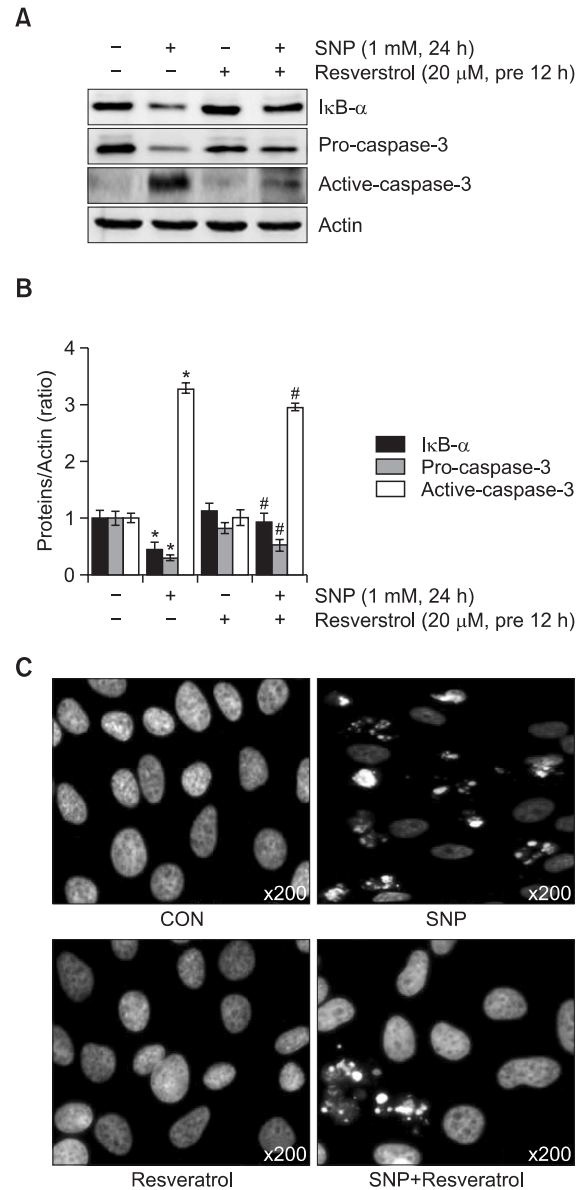 A
– + – + SNP (1 mM, 24 h)
– – + + Resverstrol (20 μM, pre 12 h)
IκB-α
Pro-caspase-3
Active-caspase-3
Actin
B
Proteins/Actin (ratio)
4
3
2
1
0
* * * # # #
IκB-α
Pro-caspase-3
Active-caspase-3
– + – + SNP (1 mM, 24 h)
– – + + Resverstrol (20 μM, pre 12 h)
C
x200 x200
CON SNP
x200 x200
Resveratrol SNP+Resveratrol